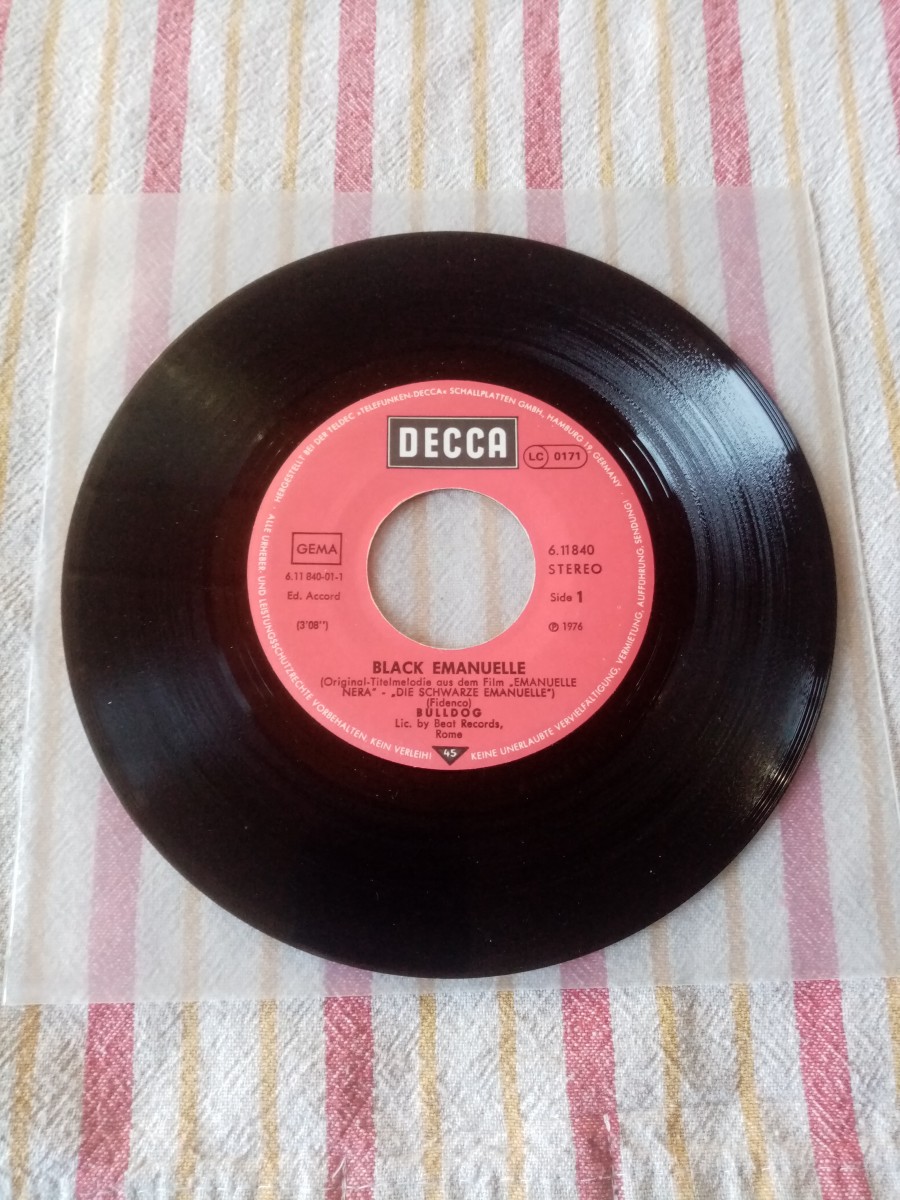 HERGESTELLT BEI DER TELDEC »TELEFUNKEN-DECCA« SCHALLPLATTEN GMBH., HAMBURG 19, GERMANY · (TONTRÄGER
DECCA
LC 0171
GEMA
6.11 840-01-1
Ed. Accord
(3'08'')
6.11840
STEREO
Side 1
℗ 1976
BLACK EMANUELLE
(Original-Titelmelodie aus dem Film „EMANUELLE
NERA" - „DIE SCHWARZE EMANUELLE")
(Fidenco)
BULLDOG
Lic. by Beat Records,
Rome
45
ALLE URHEBER- UND LEISTUNGSSCHUTZRECHTE VORBEHALTEN. KEIN VERLEIH! KEINE UNERLAUBTE VERVIELFÄLTIGUNG, VERMIETUNG, AUFFÜHRUNG, SENDUNG!